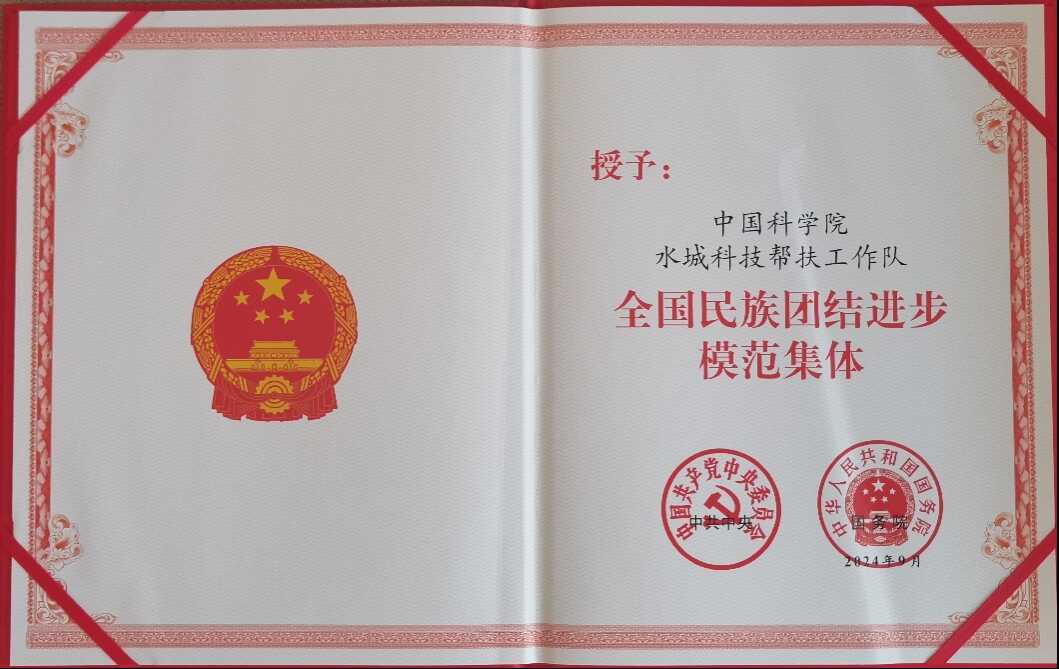 授予：
中国科学院
水城科技帮扶工作队
全国民族团结进步
模范集体
中国共产党中央委员会
中共中央
中华人民共和国国务院
国务院
2024年9月